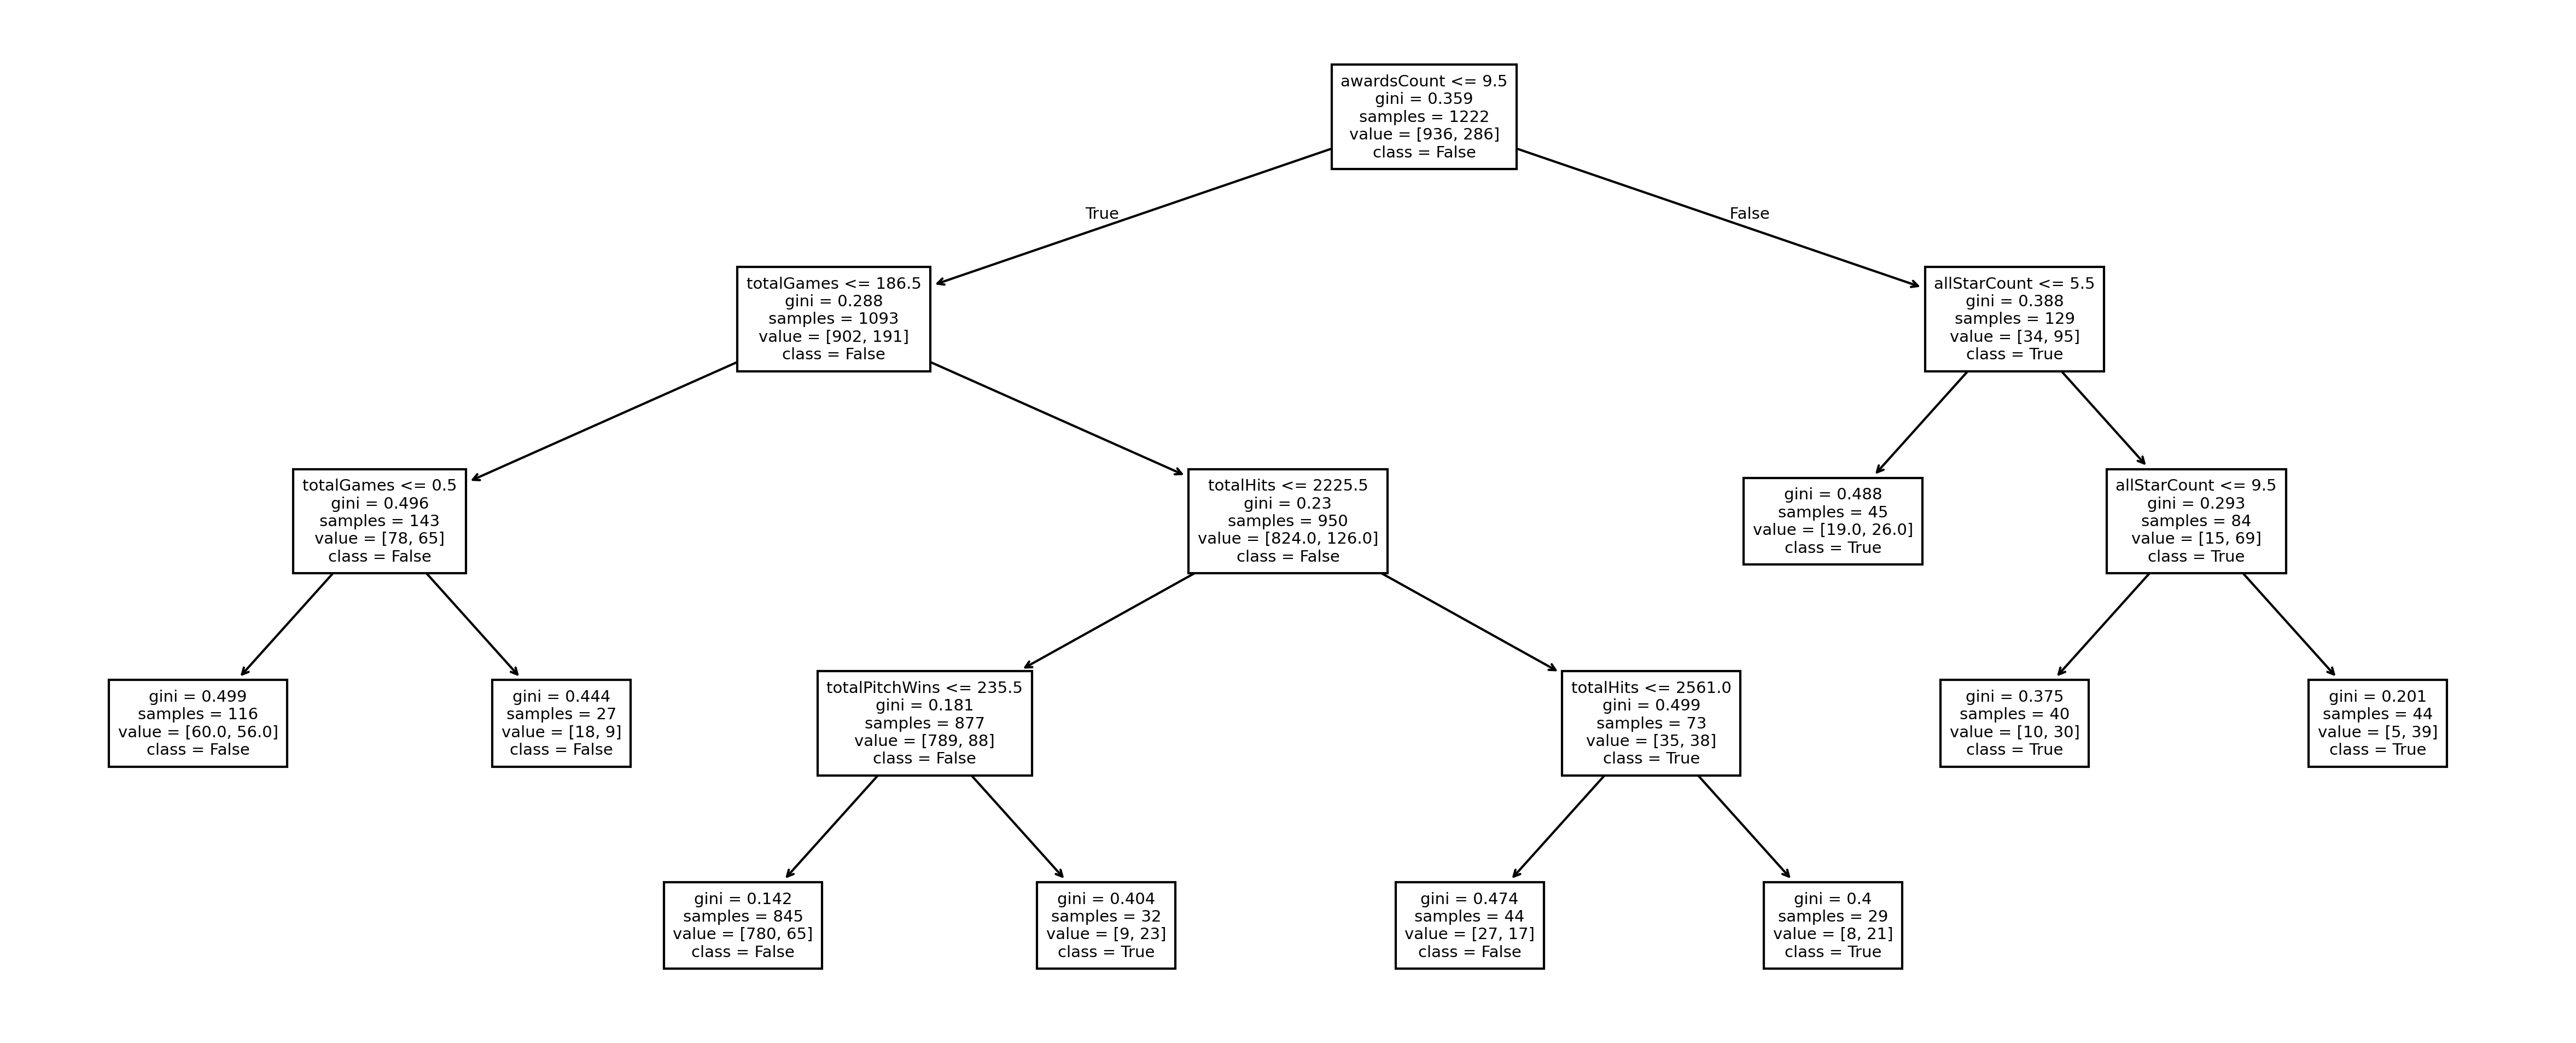 awardsCount <= 9.5
gini = 0.359
samples = 1222
value = [936, 286]
class = False
True
False
totalGames <= 186.5
gini = 0.288
samples = 1093
value = [902, 191]
class = False
allStarCount <= 5.5
gini = 0.388
samples = 129
value = [34, 95]
class = True
totalGames <= 0.5
gini = 0.496
samples = 143
value = [78, 65]
class = False
totalHits <= 2225.5
gini = 0.23
samples = 950
value = [824.0, 126.0]
class = False
gini = 0.488
samples = 45
value = [19.0, 26.0]
class = True
allStarCount <= 9.5
gini = 0.293
samples = 84
value = [15, 69]
class = True
gini = 0.499
samples = 116
value = [60.0, 56.0]
class = False
gini = 0.444
samples = 27
value = [18, 9]
class = False
totalPitchWins <= 235.5
gini = 0.181
samples = 877
value = [789, 88]
class = False
totalHits <= 2561.0
gini = 0.499
samples = 73
value = [35, 38]
class = True
gini = 0.375
samples = 40
value = [10, 30]
class = True
gini = 0.201
samples = 44
value = [5, 39]
class = True
gini = 0.142
samples = 845
value = [780, 65]
class = False
gini = 0.404
samples = 32
value = [9, 23]
class = True
gini = 0.474
samples = 44
value = [27, 17]
class = False
gini = 0.4
samples = 29
value = [8, 21]
class = True